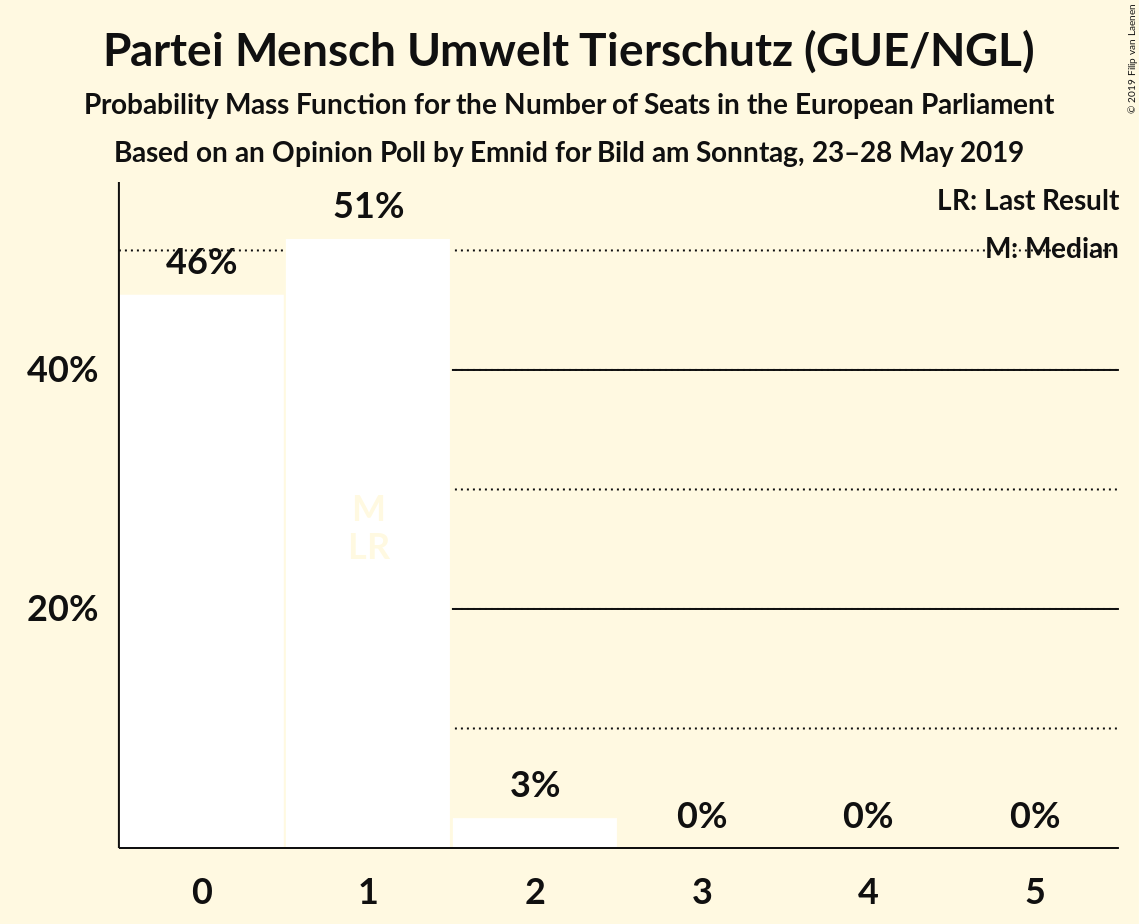 Partei Mensch Umwelt Tierschutz (GUE/NGL)
Probability Mass Function for the Number of Seats in the European Parliament
Based on an Opinion Poll by Emnid for Bild am Sonntag, 23–28 May 2019
© 2019 Filip van Laenen
LR: Last Result
M: Median
51%
46%
40%
M
LR
20%
3%
0%
0%
0%
0 1 2 3 4 5